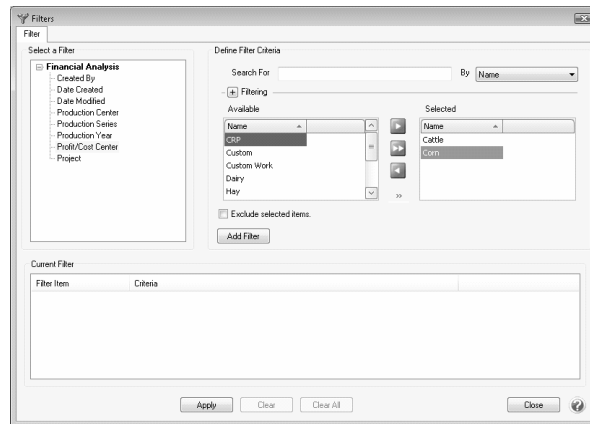 Filters
Filter
Select a Filter
Financial Analysis
Created By
Date Created
Date Modified
Production Center
Production Series
Production Year
Profit/Cost Center
Project
Define Filter Criteria
Search For
By Name
Filtering
Available
Name
CRP
Custom
Custom Work
Dairy
Hay
Selected
Name
Cattle
Corn
Exclude selected items.
Add Filter
Current Filter
Filter Item Criteria
Apply Clear Clear All Close